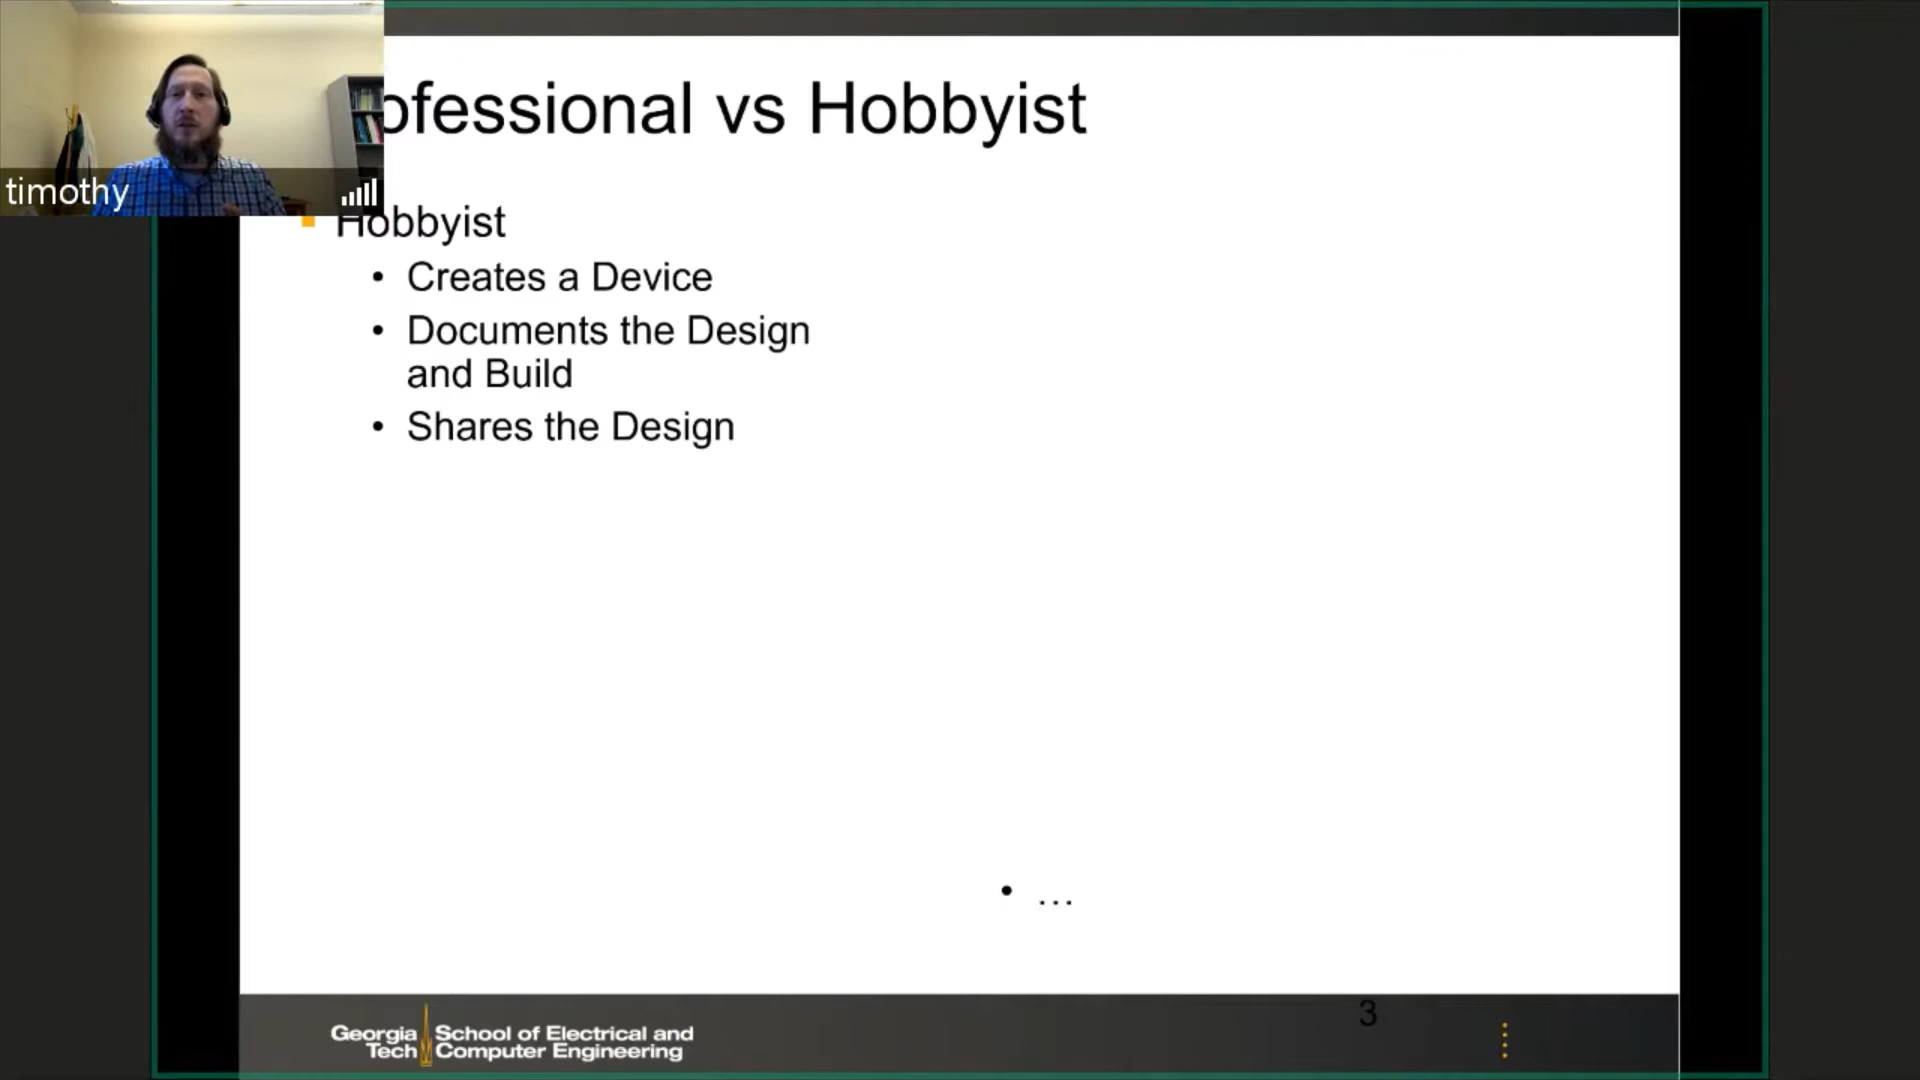 ofessional vs Hobbyist
timothy
Hobbyist
• Creates a Device
• Documents the Design
and Build
• Shares the Design
• ...
3
Georgia Tech
School of Electrical and
Computer Engineering